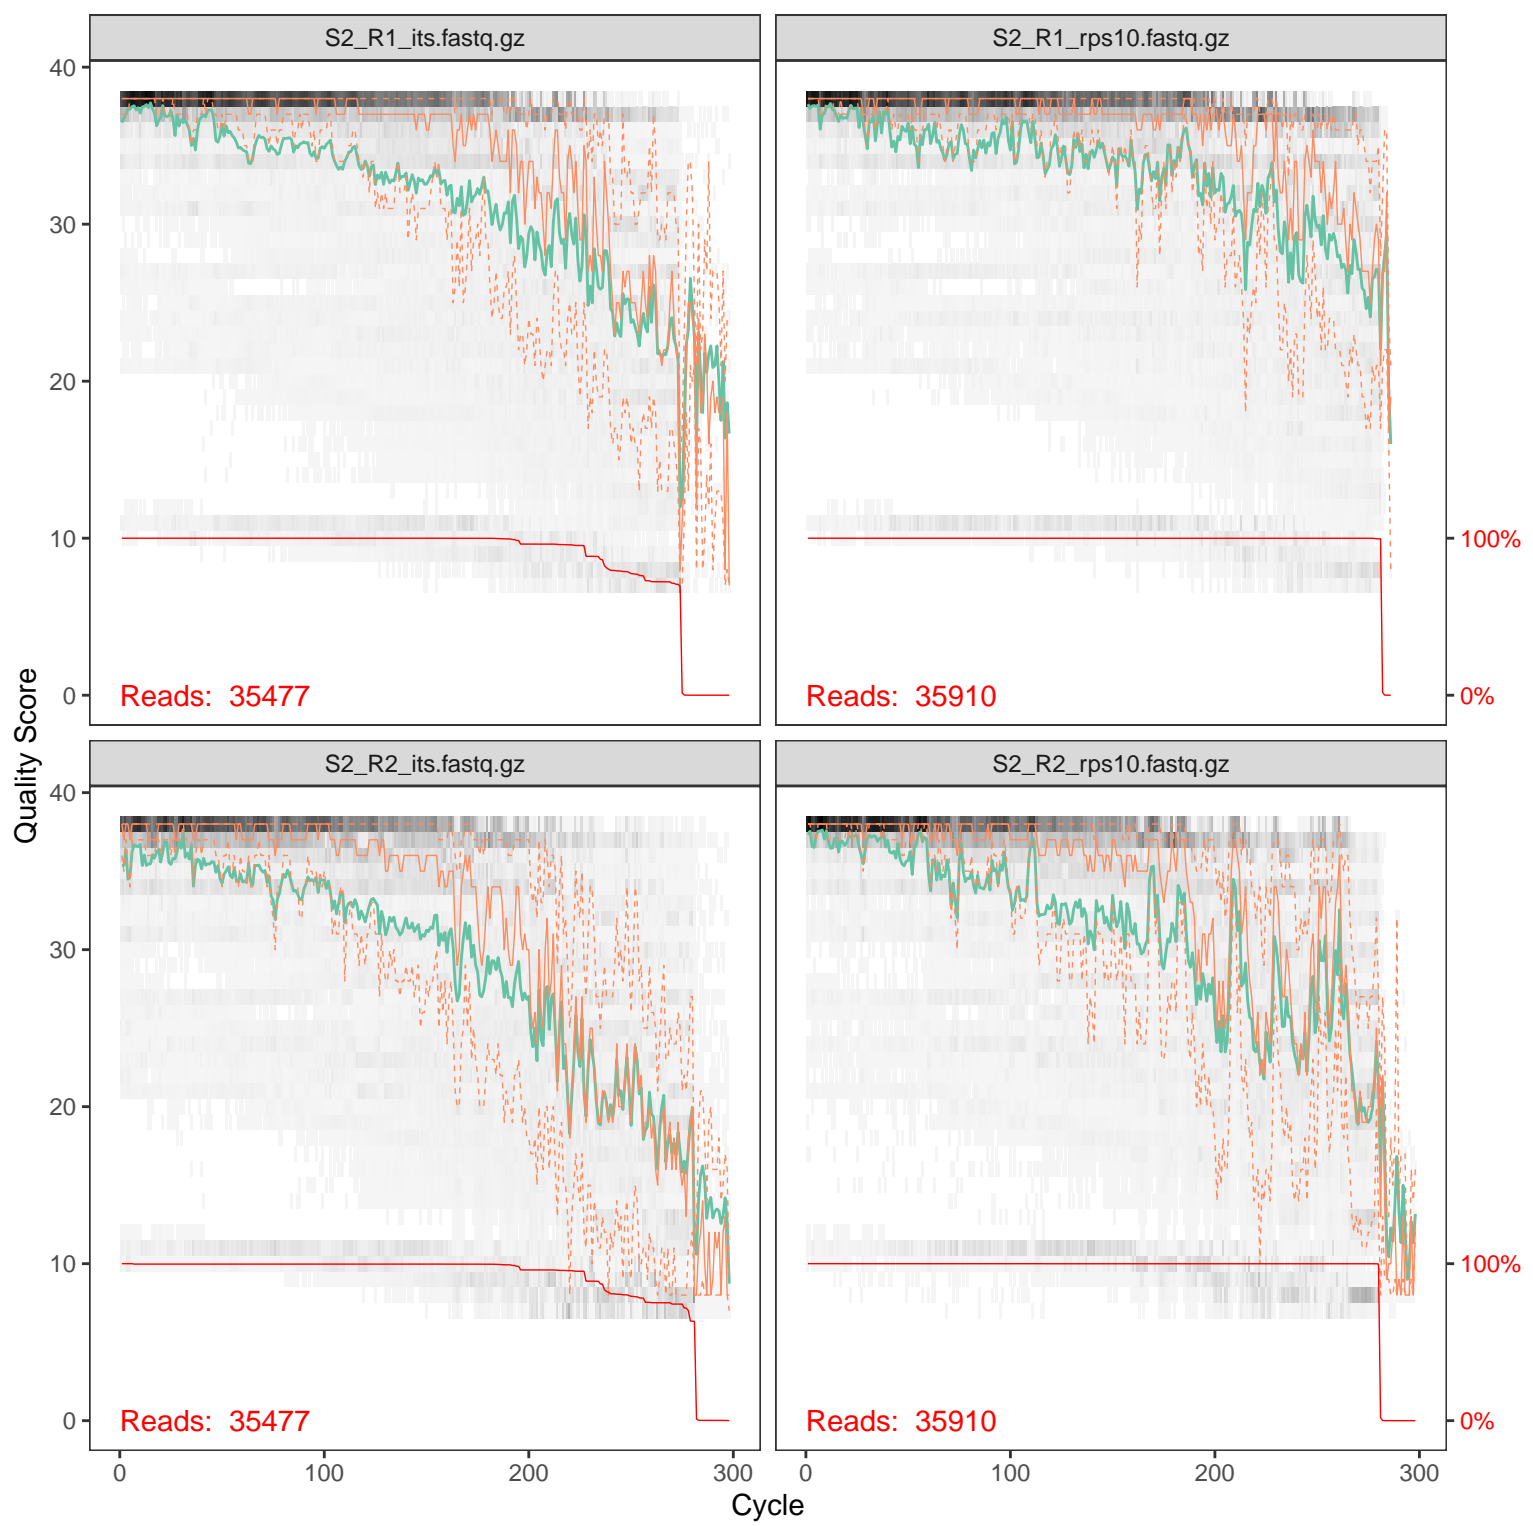 S2_R1_its.fastq.gz
S2_R1_rps10.fastq.gz
40
30
20
10
0
100%
0%
Reads: 35477
Reads: 35910
Quality Score
S2_R2_its.fastq.gz
S2_R2_rps10.fastq.gz
40
30
20
10
0
100%
0%
Reads: 35477
Reads: 35910
0
100
200
300
0
100
200
300
Cycle